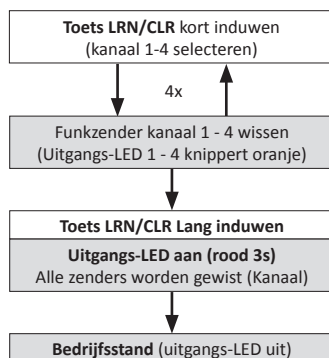 Toets LRN/CLR kort induwen
(kanaal 1-4 selecteren)
4x
Funkzender kanaal 1 - 4 wissen
(Uitgangs-LED 1 - 4 knippert oranje)
Toets LRN/CLR Lang induwen
Uitgangs-LED aan (rood 3s)
Alle zenders worden gewist (Kanaal)
Bedrijfsstand (uitgangs-LED uit)